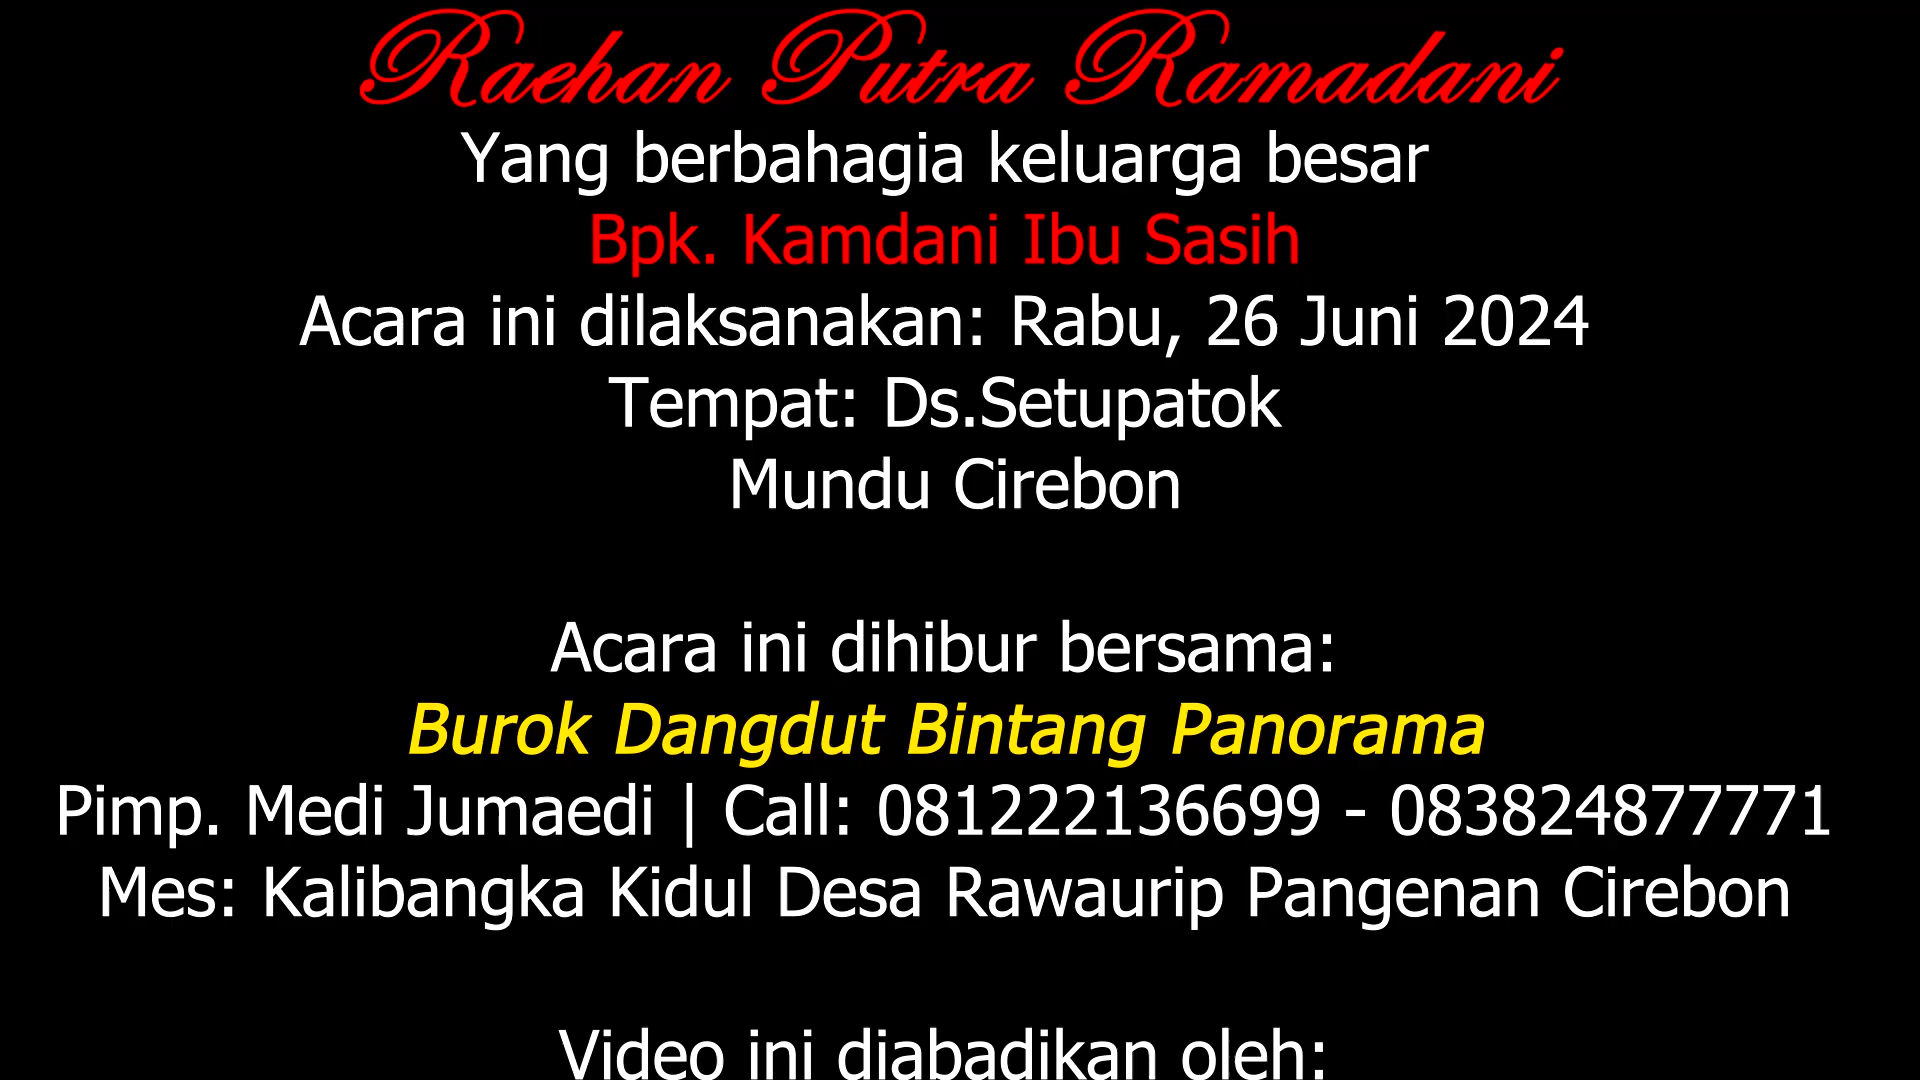 Raehan Putra Ramadani
Yang berbahagia keluarga besar
Bpk. Kamdani Ibu Sasih
Acara ini dilaksanakan: Rabu, 26 Juni 2024
Tempat: Ds.Setupatok
Mundu Cirebon
Acara ini dihibur bersama:
Burok Dangdut Bintang Panorama
Pimp. Medi Jumaedi | Call: 081222136699 - 083824877771
Mes: Kalibangka Kidul Desa Rawaurip Pangenan Cirebon
Video ini diabadikan oleh: